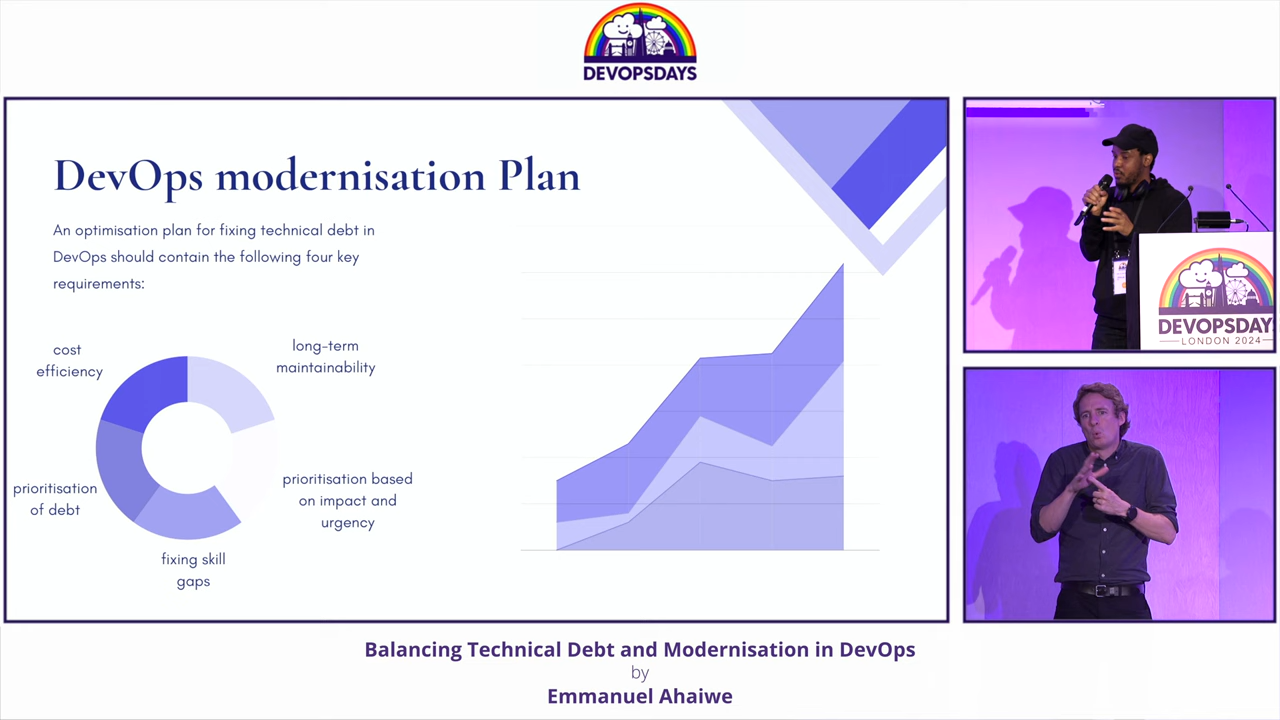 DEVOPSDAYS
DevOps modernisation Plan
An optimisation plan for fixing technical debt in
DevOps should contain the following four key
requirements:
cost
efficiency
long-term
maintainability
prioritisation
of debt
prioritisation based
on impact and
urgency
fixing skill
gaps
DEVOPSDAY
LONDON 2024
Balancing Technical Debt and Modernisation in DevOps
by
Emmanuel Ahaiwe